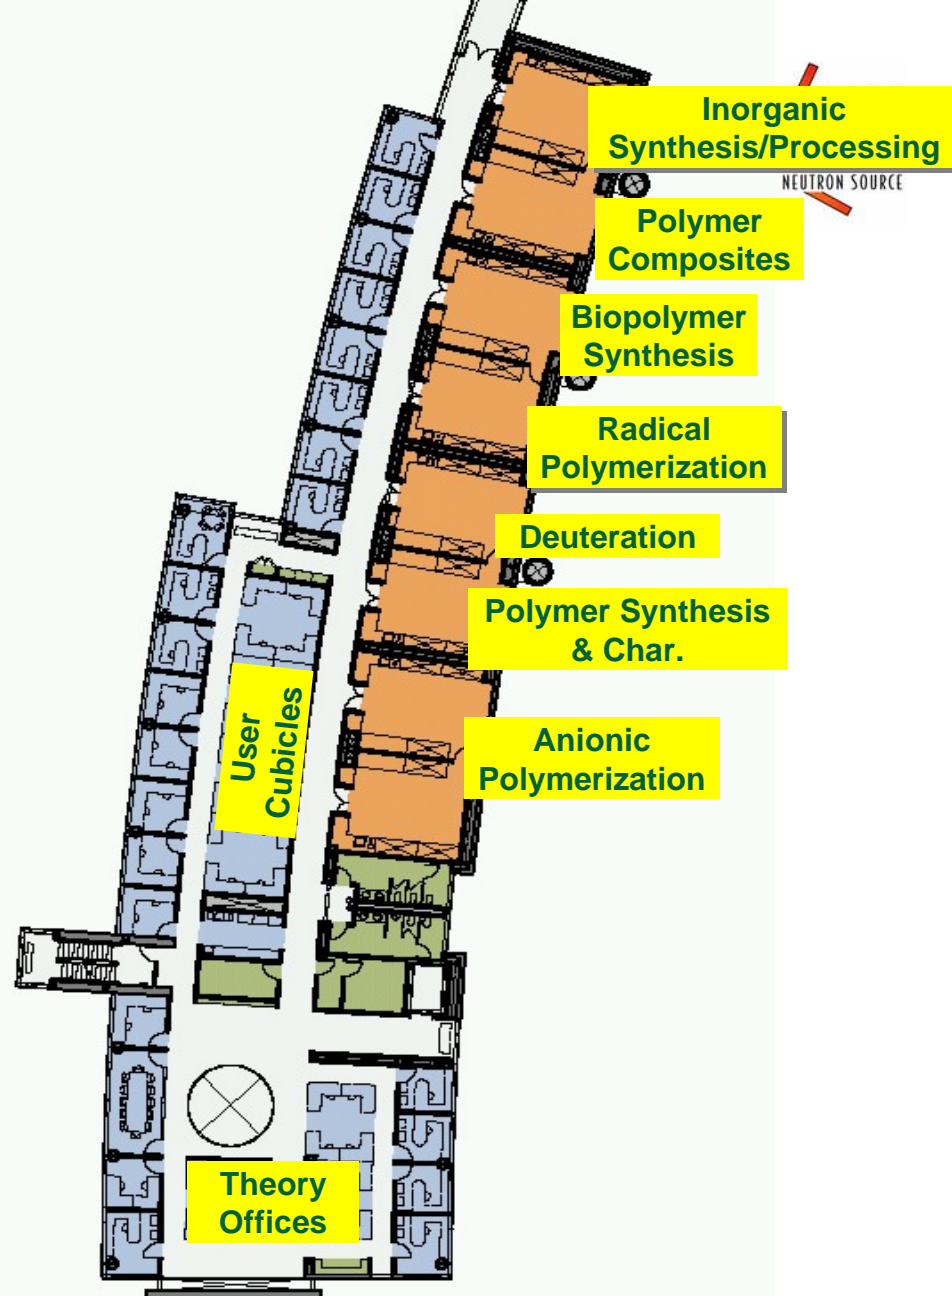 Inorganic
Synthesis/Processing
NEUTRON SOURCE
Polymer
Composites
Biopolymer
Synthesis
Radical
Polymerization
Deuteration
Polymer Synthesis
& Char.
User
Cubicles
Anionic
Polymerization
Theory
Offices